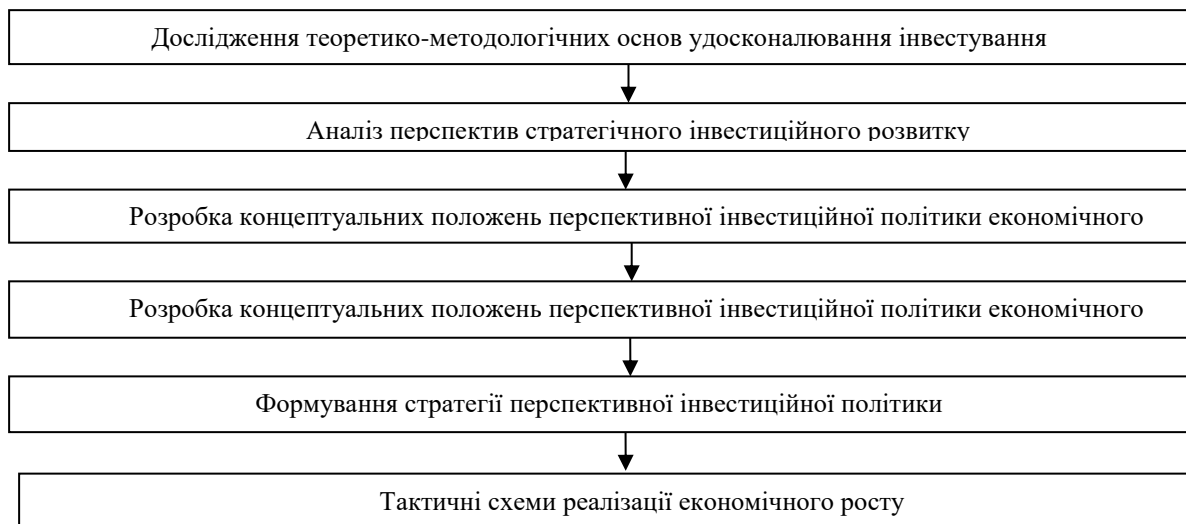 Дослідження теоретико-методологічних основ удосконалювання інвестування
Аналіз перспектив стратегічного інвестиційного розвитку
Розробка концептуальних положень перспективної інвестиційної політики економічного
Розробка концептуальних положень перспективної інвестиційної політики економічного
Формування стратегії перспективної інвестиційної політики
Тактичні схеми реалізації економічного росту